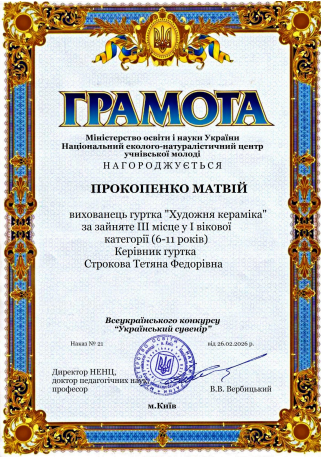 ГРАМОТА
Міністерство освіти і науки України
Національний еколого-натуралістичний центр
учнівської молоді
НАГОРОДЖУЄТЬСЯ
ПРОКОПЕНКО МАТВІЙ
вихованець гуртка "Художня кераміка"
за зайняте ІІІ місце у І вікової
категорії (6-11 років)
Керівник гуртка
Строкова Тетяна Федорівна
Всеукраїнського конкурсу
"Український сувенір"
Наказ № 21 від 26.02.2026 р.
Директор НЕНЦ,
доктор педагогічних наук
професор В.В. Вербицький
м.Київ